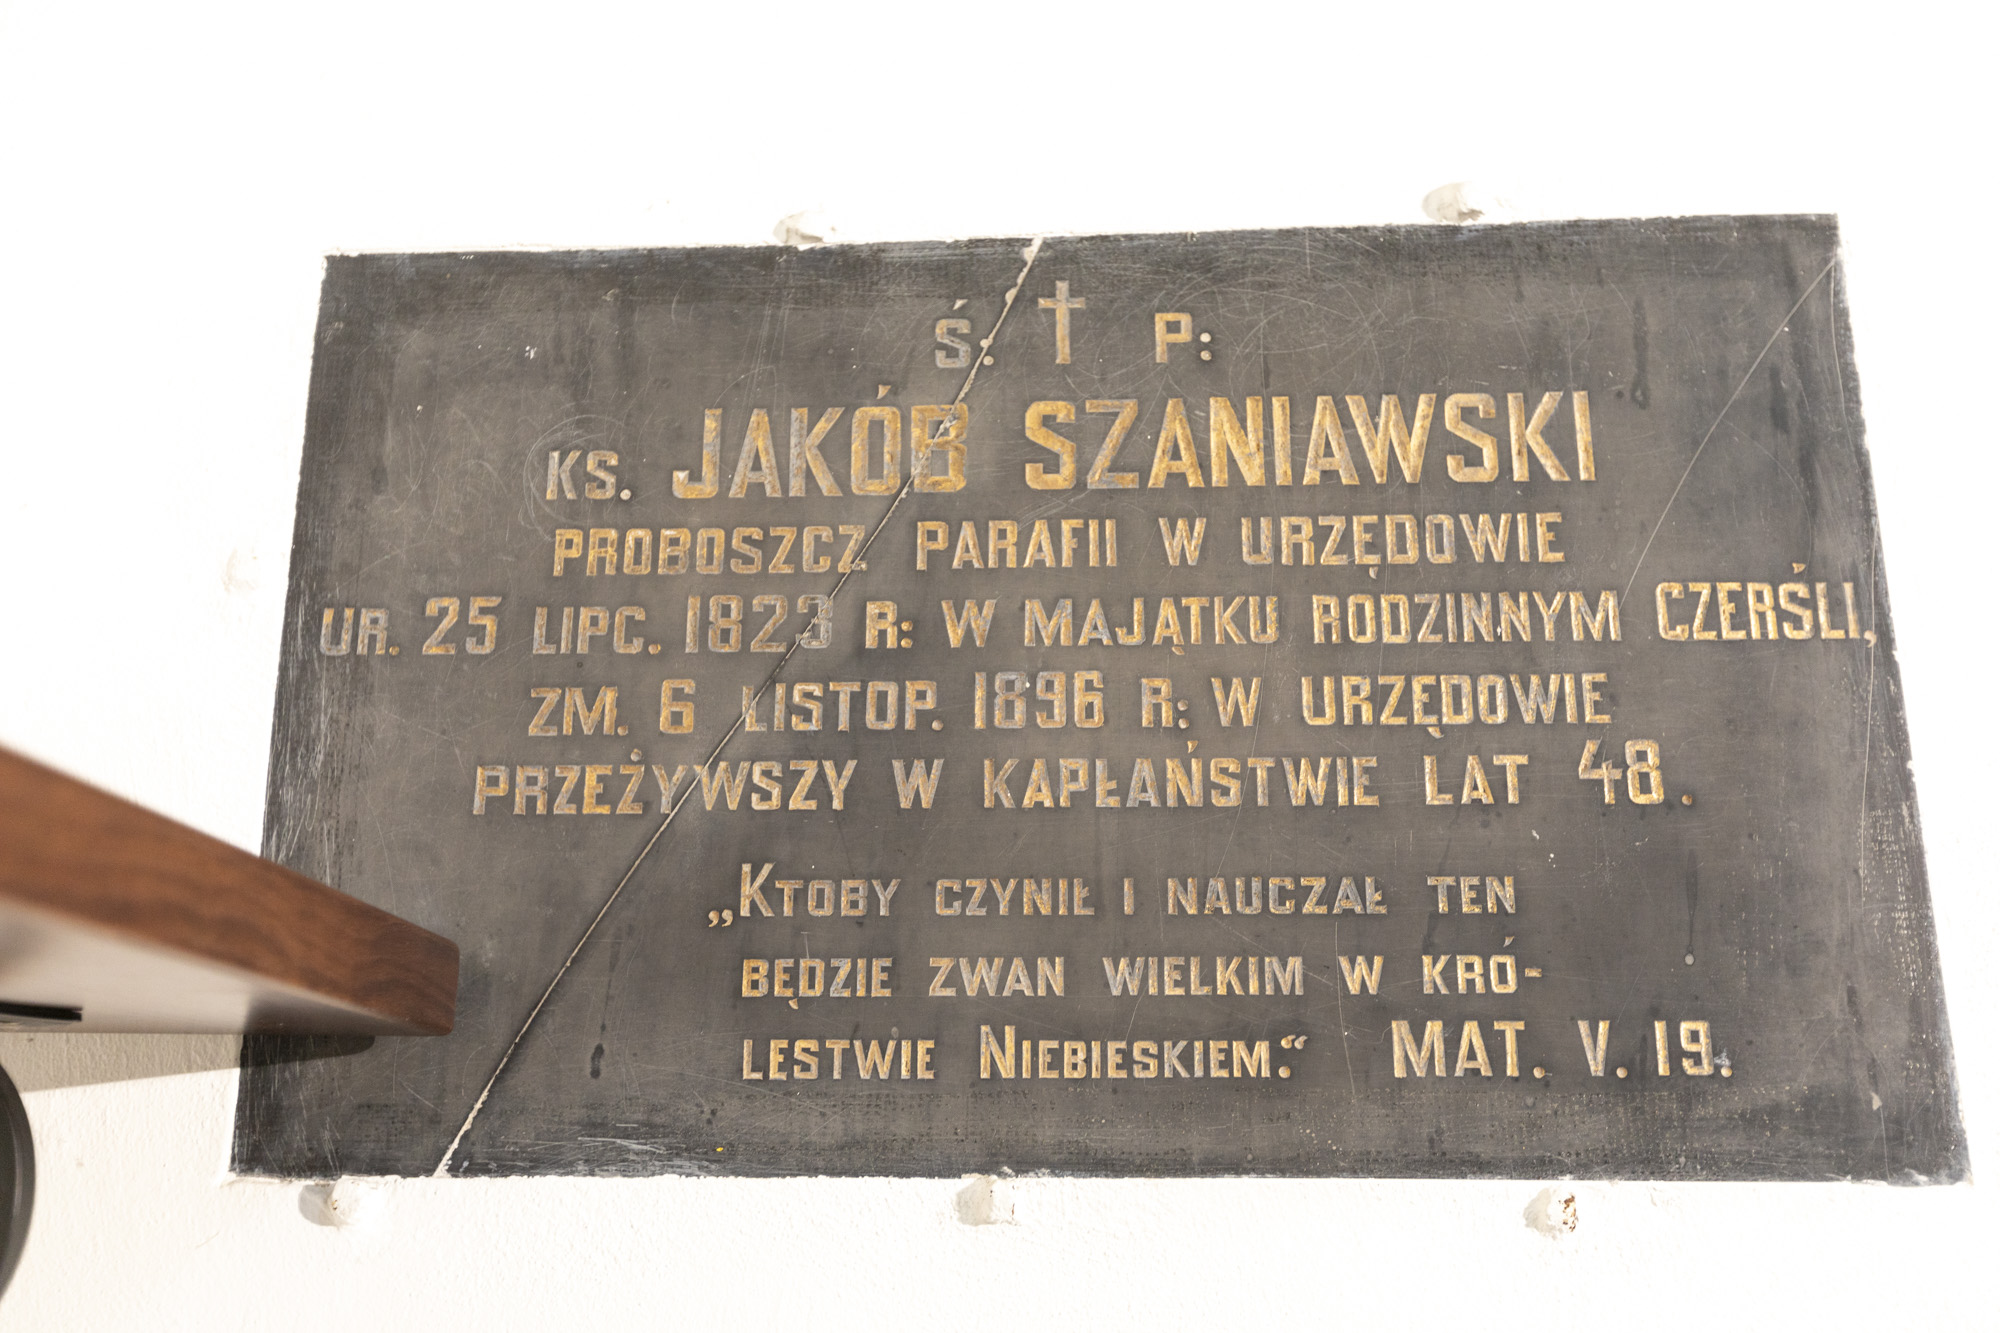 Ś. † P:
KS. JAKÓB SZANIAWSKI
PROBOSZCZ PARAFII W URZĘDOWIE
UR. 25 LIPC. 1823 R: W MAJĄTKU RODZINNYM CZERŚLI,
ZM. 6 LISTOP. 1896 R: W URZĘDOWIE
PRZEŻYWSZY W KAPŁAŃSTWIE LAT 48.
„KTOBY CZYNIŁ I NAUCZAŁ TEN
BĘDZIE ZWAN WIELKIM W KRÓ-
LESTWIE NIEBIESKIEM.“ MAT. V. 19.